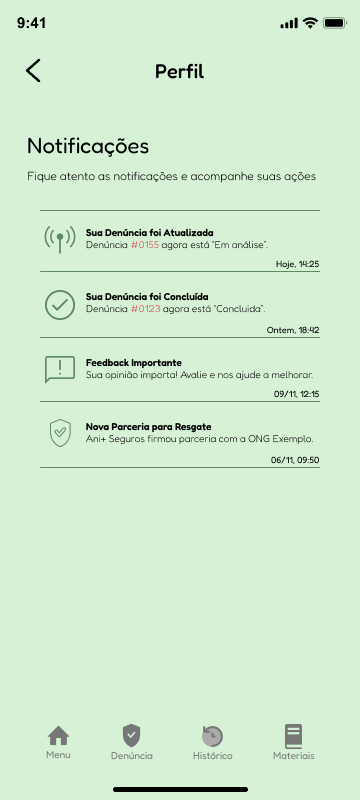 9:41
Perfil
Notificações
Fique atento as notificações e acompanhe suas ações
Sua Denúncia foi Atualizada
Denúncia #0155 agora está "Em análise".
Hoje, 14:25
Sua Denúncia foi Concluída
Denúncia #0123 agora está "Concluida".
Ontem, 18:42
Feedback Importante
Sua opinião importa! Avalie e nos ajude a melhorar.
09/11, 12:15
Nova Parceria para Resgate
Ani+ Seguros firmou parceria com a ONG Exemplo.
06/11, 09:50
Menu Denúncia Histórico Materiais